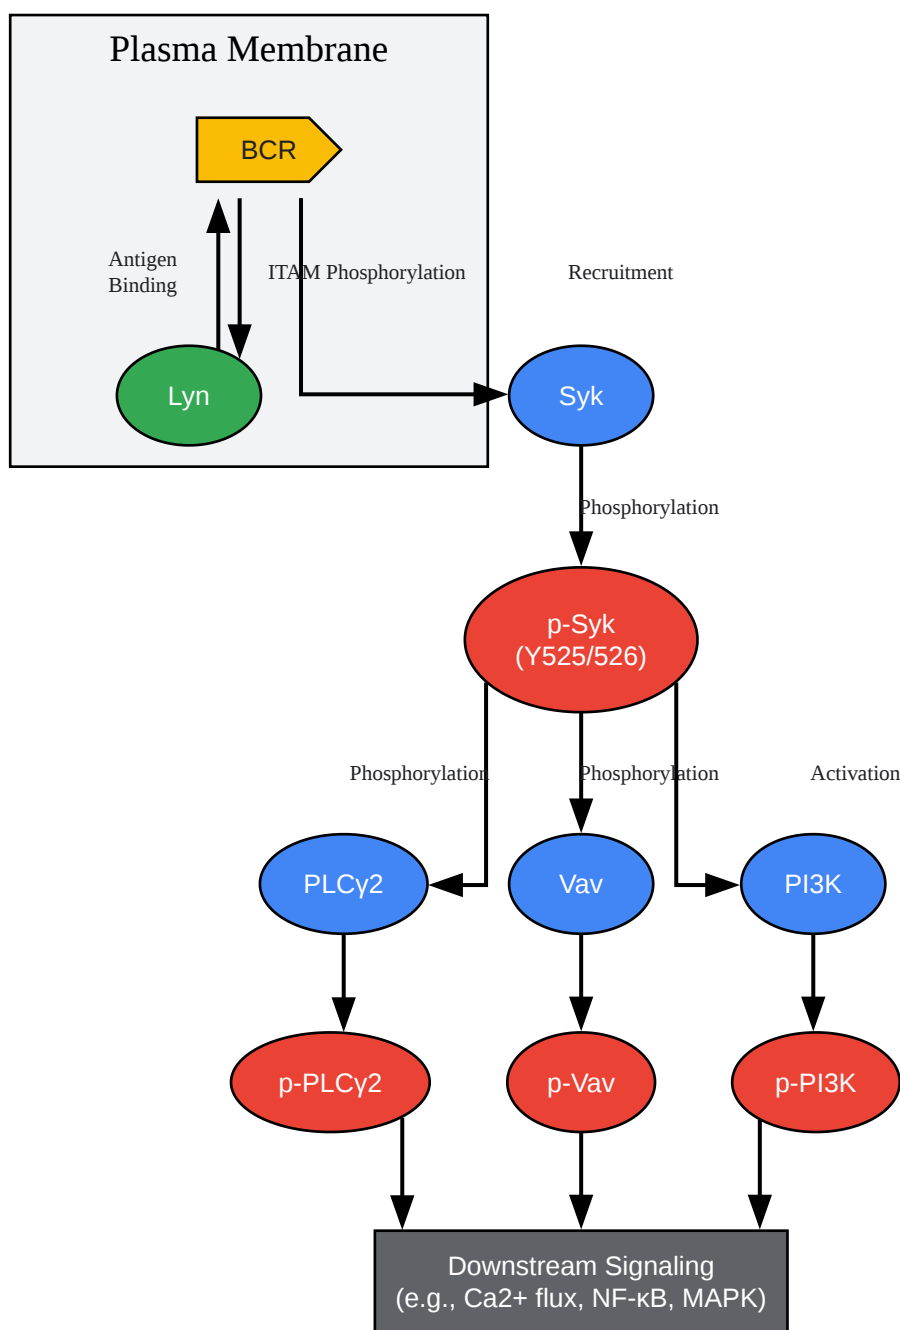 Plasma Membrane
BCR
Antigen
Binding
ITAM Phosphorylation
Recruitment
Lyn
Syk
Phosphorylation
p-Syk
(Y525/526)
Phosphorylation
Phosphorylation
Activation
PLCγ2
Vav
PI3K
p-PLCγ2
p-Vav
p-PI3K
Downstream Signaling
(e.g., Ca2+ flux, NF-κB, MAPK)